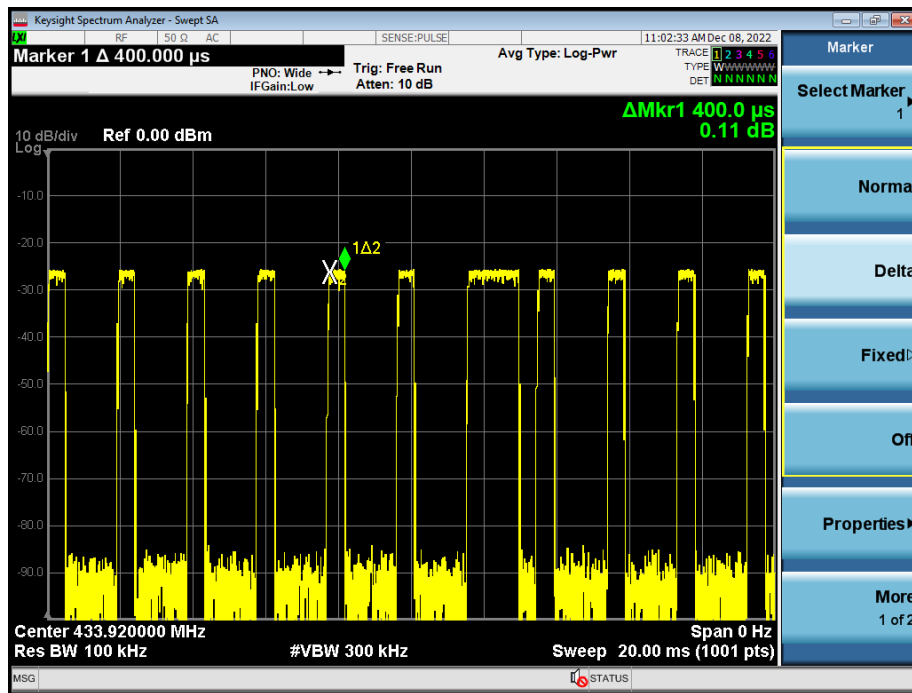 Keysight Spectrum Analyzer - Swept SA
LXI RF 50 Ω AC SENSE:PULSE 11:02:33 AM Dec 08, 2022
Marker 1 Δ 400.000 µs
PNO: Wide
IFGain:Low
Trig: Free Run
Atten: 10 dB
Avg Type: Log-Pwr
TRACE 1 2 3 4 5 6
TYPE WWWWWW
DET N N N N N N
ΔMkr1 400.0 µs
0.11 dB
10 dB/div Ref 0.00 dBm
Log
-10.0
-20.0
-30.0
-40.0
-50.0
-60.0
-70.0
-80.0
-90.0
1Δ2
X2
Center 433.920000 MHz Span 0 Hz
Res BW 100 kHz #VBW 300 kHz Sweep 20.00 ms (1001 pts)
MSG STATUS
Marker
Select Marker
1
Norma
Delta
Fixed
Off
Properties
More
1 of 2